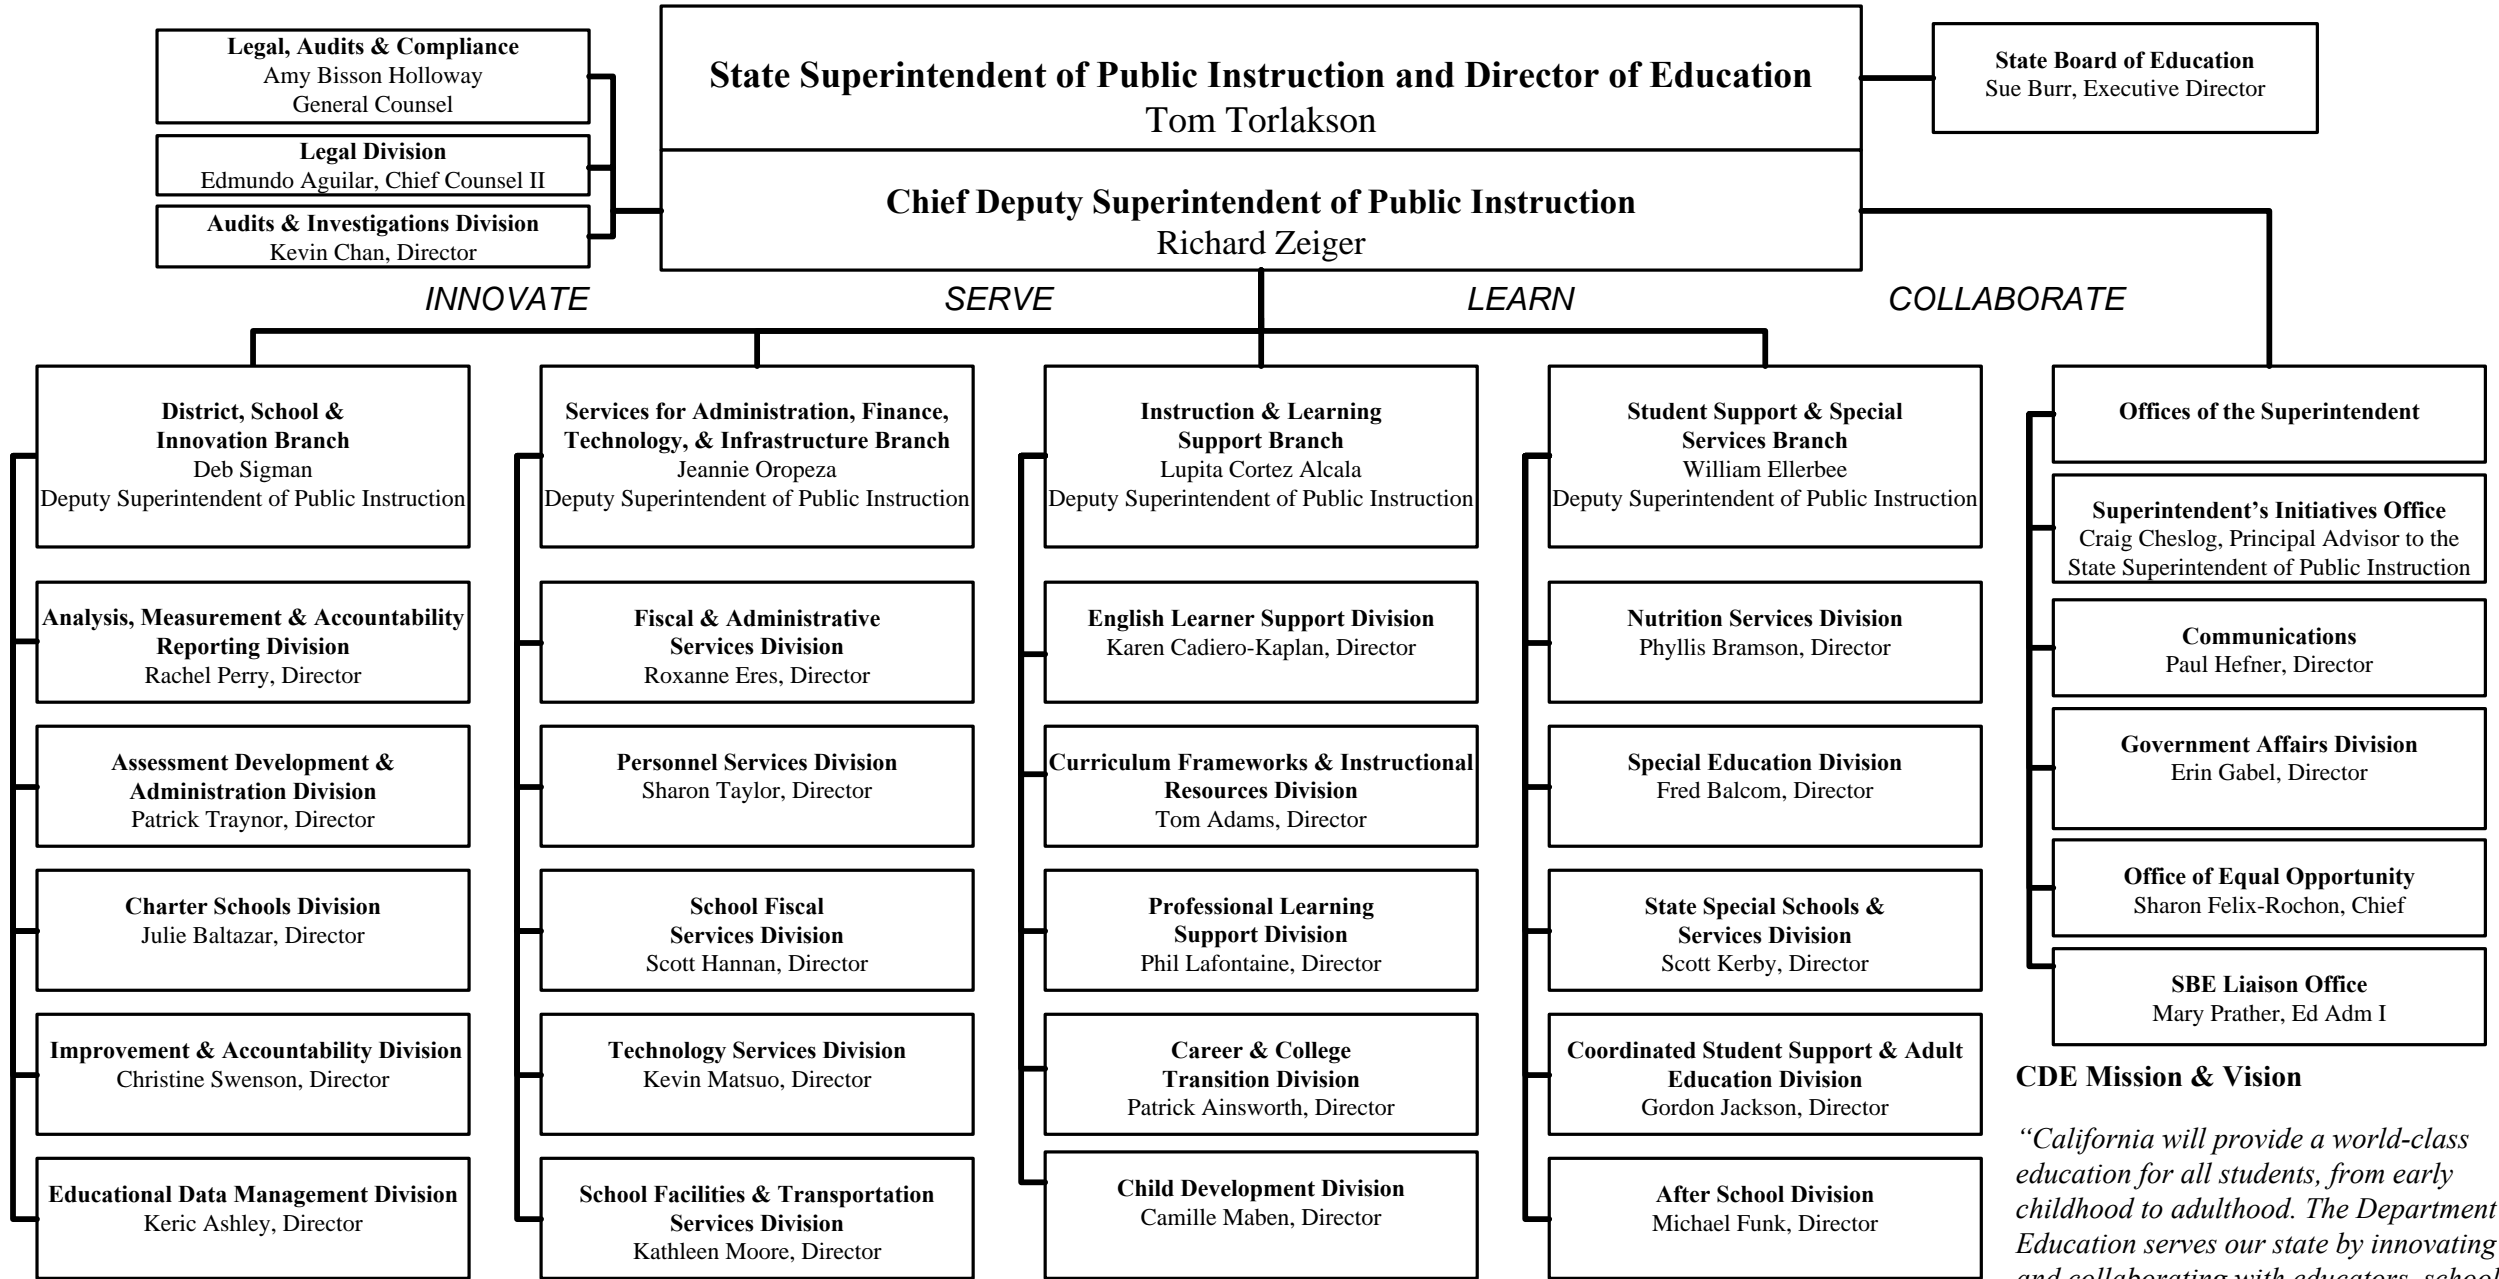 Legal, Audits & Compliance
Amy Bisson Holloway
General Counsel
Legal Division
Edmundo Aguilar, Chief Counsel II
Audits & Investigations Division
Kevin Chan, Director
State Superintendent of Public Instruction and Director of Education
Tom Torlakson
Chief Deputy Superintendent of Public Instruction
Richard Zeiger
State Board of Education
Sue Burr, Executive Director
INNOVATE
SERVE
LEARN
COLLABORATE
District, School &
Innovation Branch
Deb Sigman
Deputy Superintendent of Public Instruction
Analysis, Measurement & Accountability
Reporting Division
Rachel Perry, Director
Assessment Development &
Administration Division
Patrick Traynor, Director
Charter Schools Division
Julie Baltazar, Director
Improvement & Accountability Division
Christine Swenson, Director
Educational Data Management Division
Keric Ashley, Director
Services for Administration, Finance,
Technology, & Infrastructure Branch
Jeannie Oropeza
Deputy Superintendent of Public Instruction
Fiscal & Administrative
Services Division
Roxanne Eres, Director
Personnel Services Division
Sharon Taylor, Director
School Fiscal
Services Division
Scott Hannan, Director
Technology Services Division
Kevin Matsuo, Director
School Facilities & Transportation
Services Division
Kathleen Moore, Director
Instruction & Learning
Support Branch
Lupita Cortez Alcala
Deputy Superintendent of Public Instruction
English Learner Support Division
Karen Cadiero-Kaplan, Director
Curriculum Frameworks & Instructional
Resources Division
Tom Adams, Director
Professional Learning
Support Division
Phil Lafontaine, Director
Career & College
Transition Division
Patrick Ainsworth, Director
Child Development Division
Camille Maben, Director
Student Support & Special
Services Branch
William Ellerbee
Deputy Superintendent of Public Instruction
Nutrition Services Division
Phyllis Bramson, Director
Special Education Division
Fred Balcom, Director
State Special Schools &
Services Division
Scott Kerby, Director
Coordinated Student Support & Adult
Education Division
Gordon Jackson, Director
After School Division
Michael Funk, Director
Offices of the Superintendent
Superintendent’s Initiatives Office
Craig Cheslog, Principal Advisor to the
State Superintendent of Public Instruction
Communications
Paul Hefner, Director
Government Affairs Division
Erin Gabel, Director
Office of Equal Opportunity
Sharon Felix-Rochon, Chief
SBE Liaison Office
Mary Prather, Ed Adm I
CDE Mission & Vision
“California will provide a world-class
education for all students, from early
childhood to adulthood. The Department
Education serves our state by innovating
and collaborating with educators, school